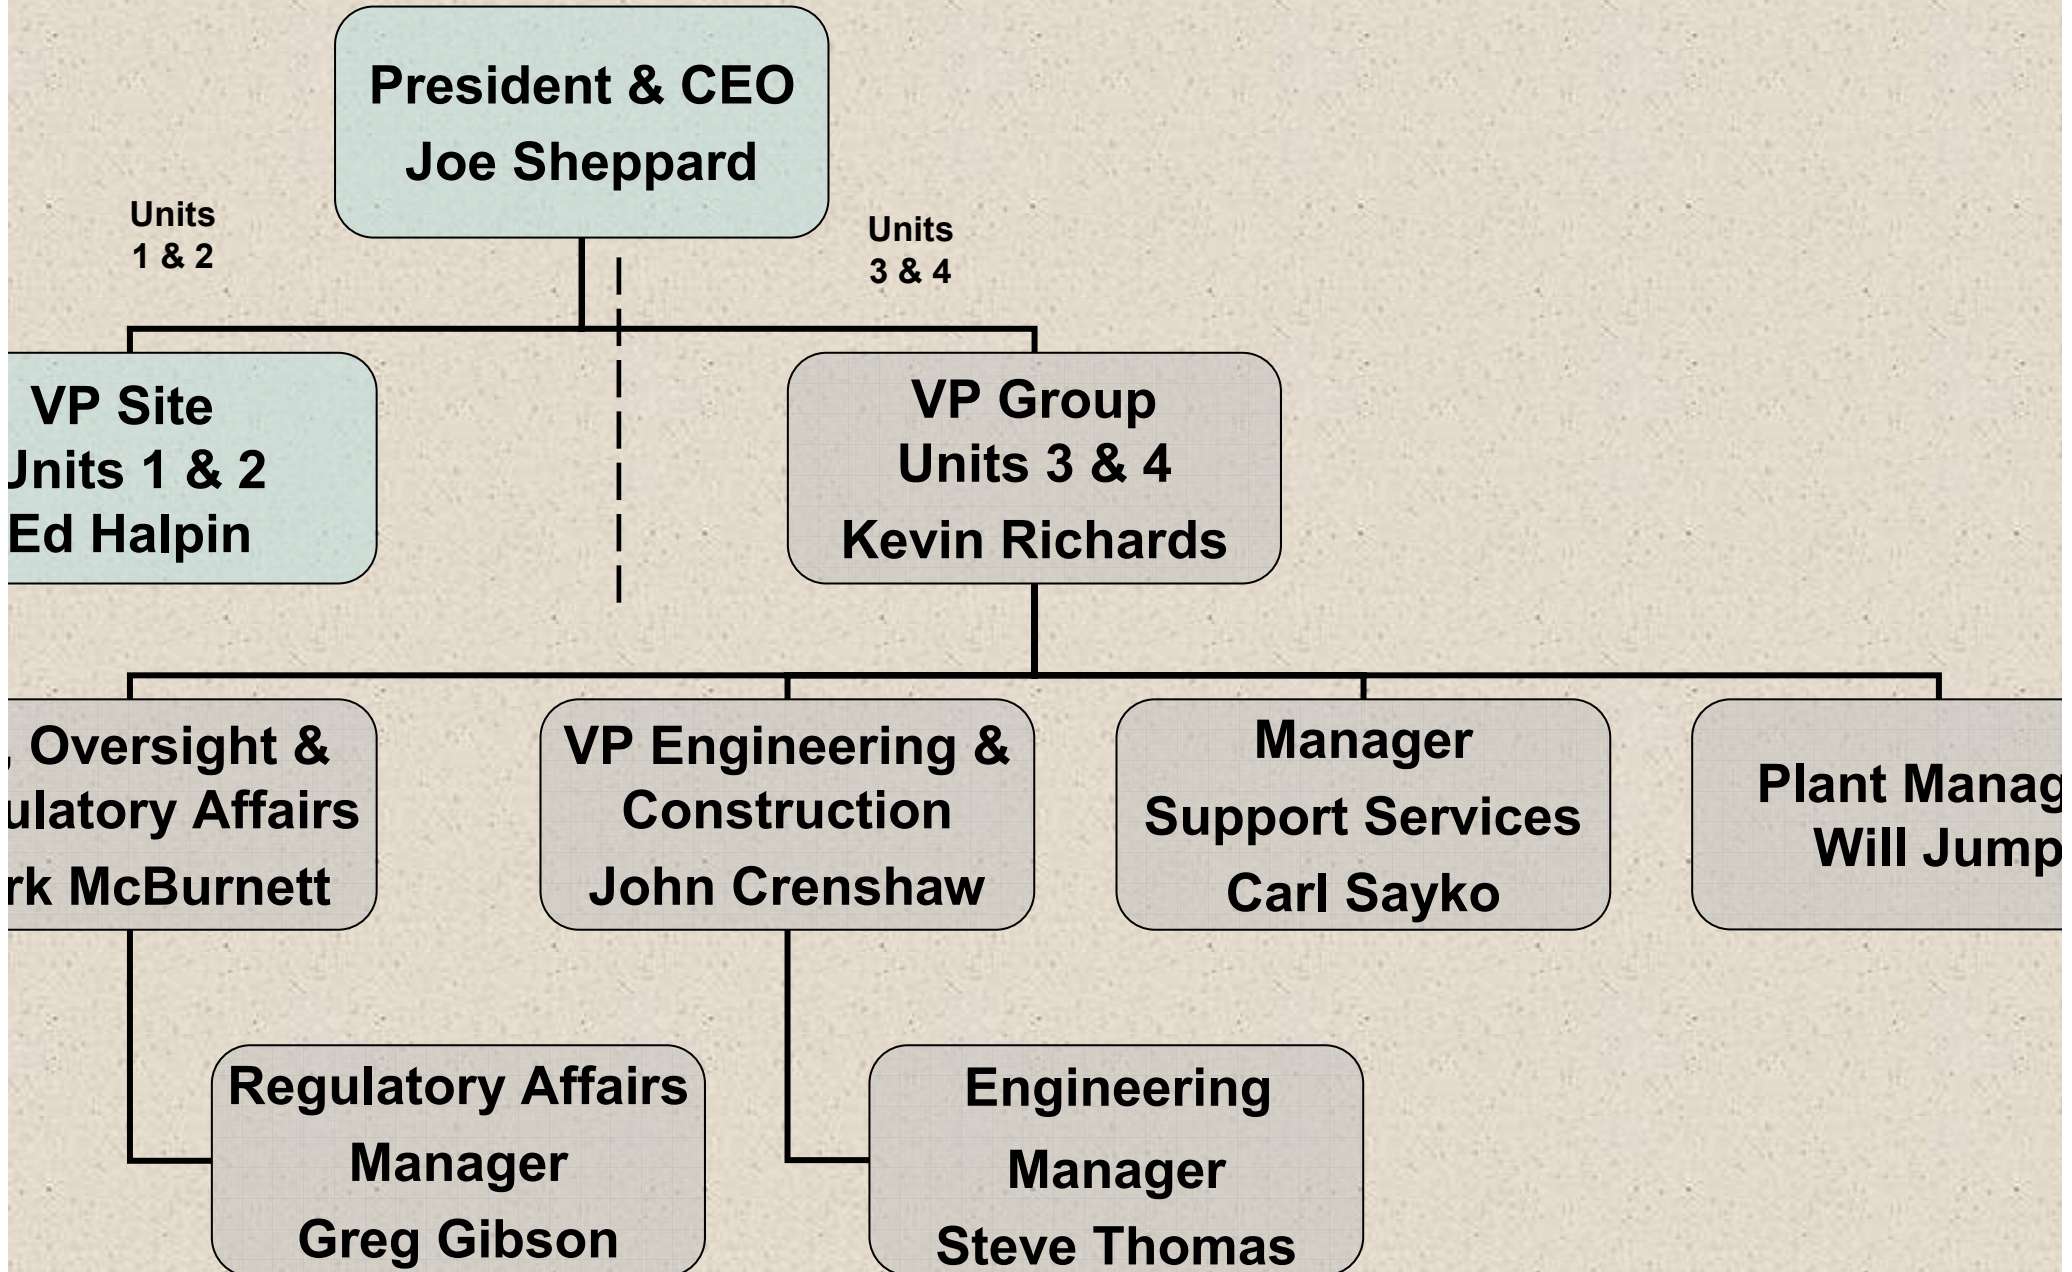 President & CEO
Joe Sheppard
Units
1 & 2
Units
3 & 4
VP Site
Units 1 & 2
Ed Halpin
VP Group
Units 3 & 4
Kevin Richards
, Oversight &
ulatory Affairs
rk McBurnett
VP Engineering &
Construction
John Crenshaw
Manager
Support Services
Carl Sayko
Plant Manag
Will Jump
Regulatory Affairs
Manager
Greg Gibson
Engineering
Manager
Steve Thomas